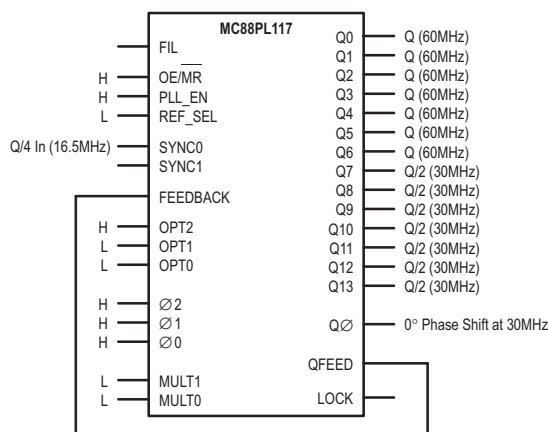 MC88PL117
FIL
H OE/MR
H PLL_EN
L REF_SEL
Q/4 In (16.5MHz) SYNC0
SYNC1
FEEDBACK
H OPT2
L OPT1
L OPT0
H ∅2
H ∅1
H ∅0
L MULT1
L MULT0
Q0 Q (60MHz)
Q1 Q (60MHz)
Q2 Q (60MHz)
Q3 Q (60MHz)
Q4 Q (60MHz)
Q5 Q (60MHz)
Q6 Q (60MHz)
Q7 Q/2 (30MHz)
Q8 Q/2 (30MHz)
Q9 Q/2 (30MHz)
Q10 Q/2 (30MHz)
Q11 Q/2 (30MHz)
Q12 Q/2 (30MHz)
Q13 Q/2 (30MHz)
Q∅ 0° Phase Shift at 30MHz
QFEED
LOCK